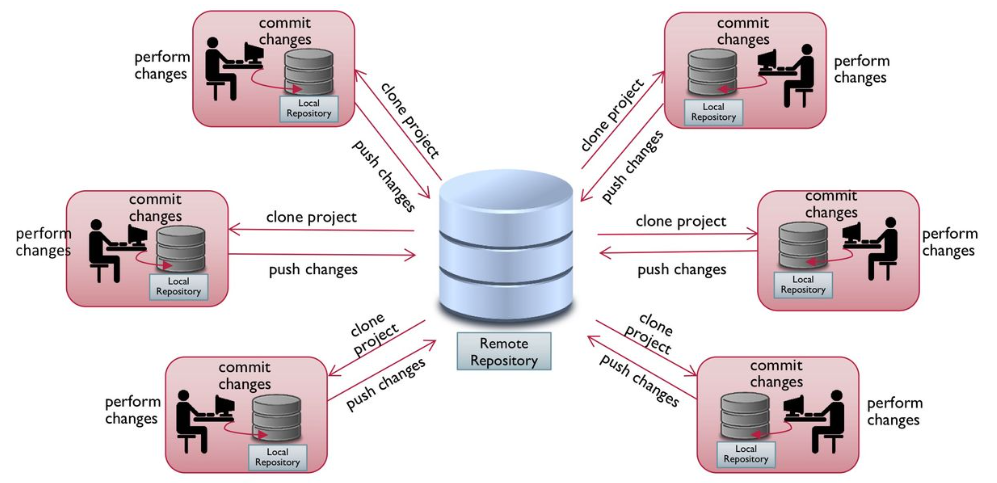 commit
changes
perform
changes
Local
Repository
clone project
push changes
commit
changes
perform
changes
Local
Repository
clone project
push changes
commit
changes
perform
changes
Local
Repository
clone project
push changes
commit
changes
perform
changes
Local
Repository
clone project
push changes
Remote
Repository
commit
changes
perform
changes
Local
Repository
clone
project
push changes
commit
changes
perform
changes
Local
Repository
clone
project
push changes